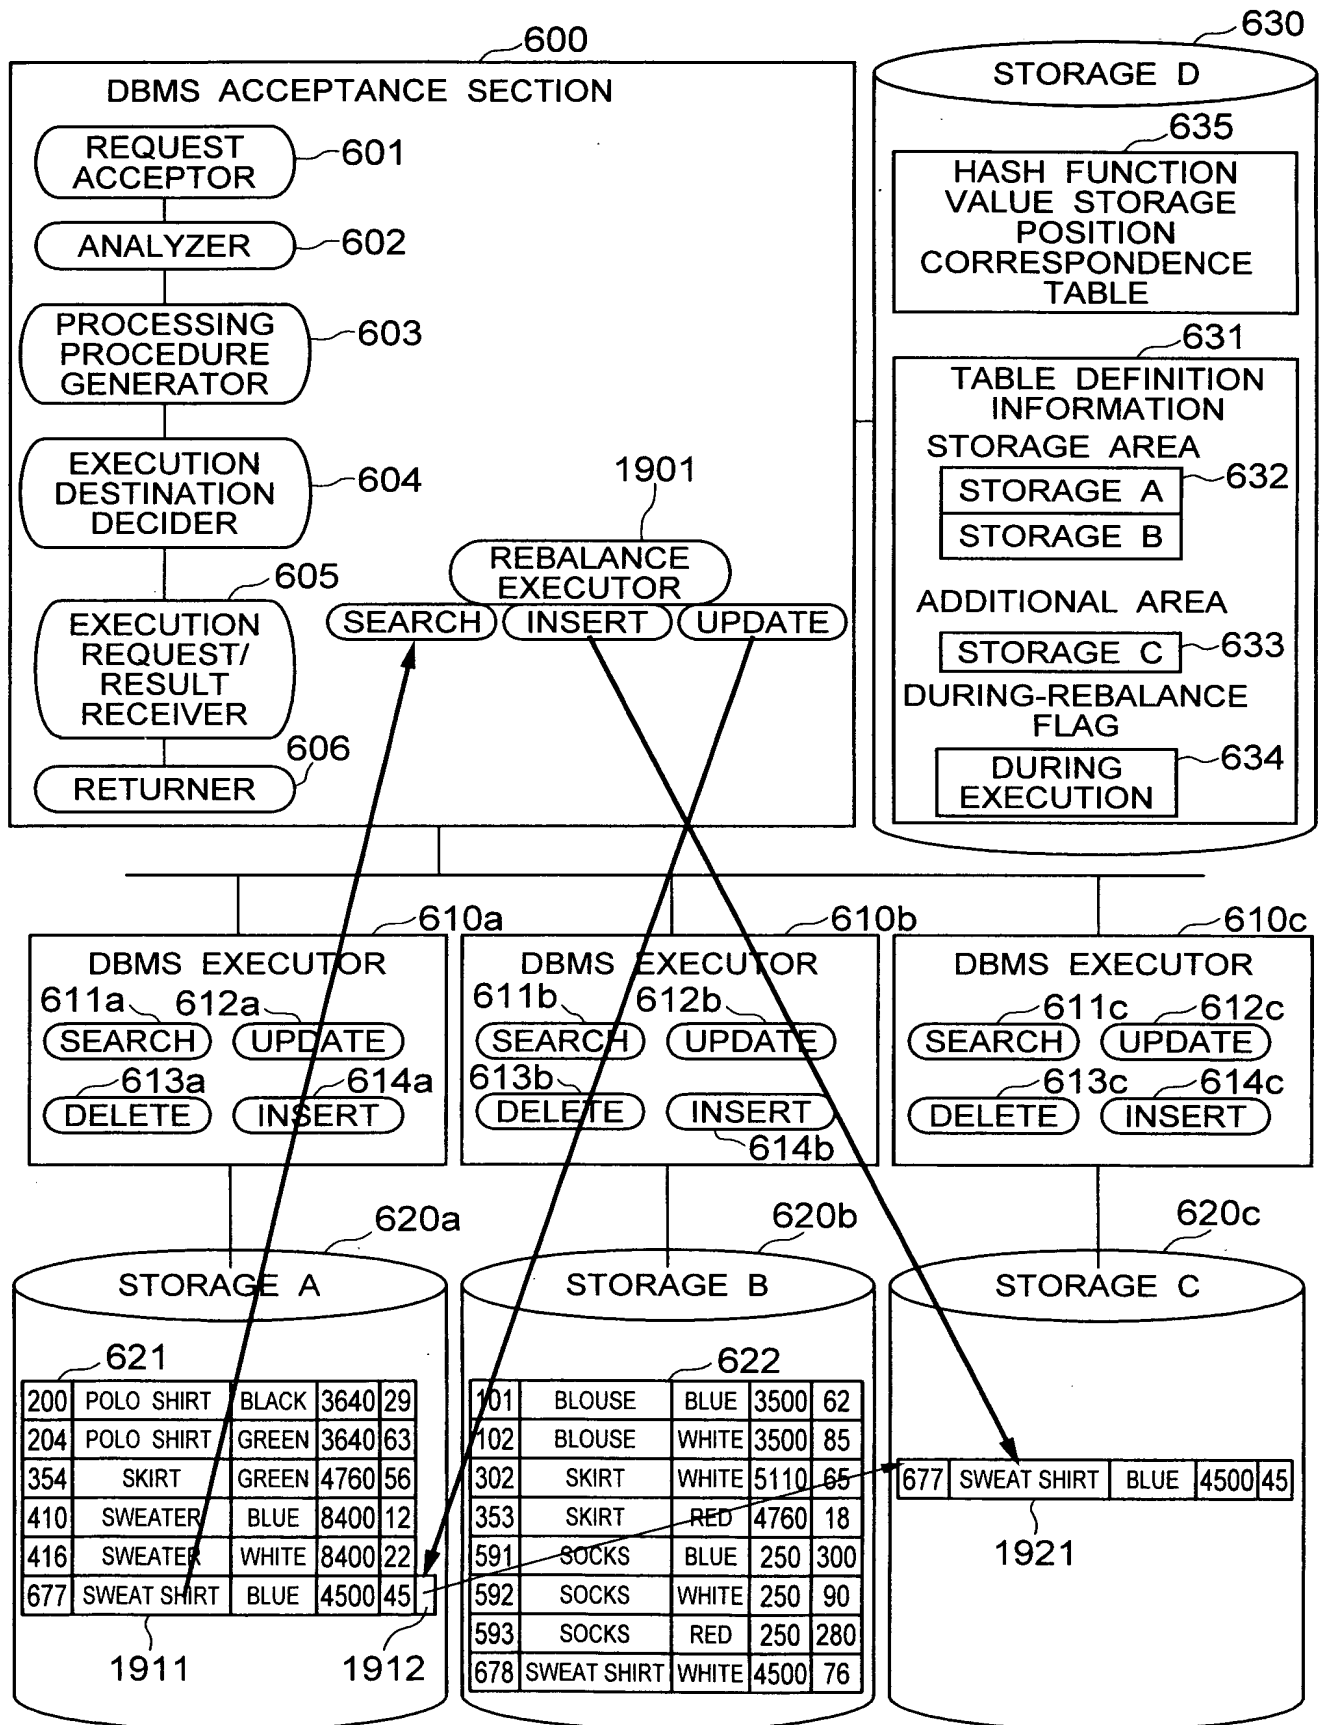 600
DBMS ACCEPTANCE SECTION
REQUEST
ACCEPTOR
601
ANALYZER
602
PROCESSING
PROCEDURE
GENERATOR
603
EXECUTION
DESTINATION
DECIDER
604
605
EXECUTION
REQUEST/
RESULT
RECEIVER
606
RETURNER
1901
REBALANCE
EXECUTOR
SEARCH INSERT UPDATE
630
STORAGE D
635
HASH FUNCTION
VALUE STORAGE
POSITION
CORRESPONDENCE
TABLE
631
TABLE DEFINITION
INFORMATION
STORAGE AREA
STORAGE A
632
STORAGE B
ADDITIONAL AREA
STORAGE C
633
DURING-REBALANCE
FLAG
DURING
EXECUTION
634
610a
DBMS EXECUTOR
611a 612a
SEARCH UPDATE
613a 614a
DELETE INSERT
610b
DBMS EXECUTOR
611b 612b
SEARCH UPDATE
613b
DELETE INSERT
614b
610c
DBMS EXECUTOR
611c 612c
SEARCH UPDATE
613c 614c
DELETE INSERT
620a
STORAGE A
621
200 POLO SHIRT BLACK 3640 29
204 POLO SHIRT GREEN 3640 63
354 SKIRT GREEN 4760 56
410 SWEATER BLUE 8400 12
416 SWEATER WHITE 8400 22
677 SWEAT SHIRT BLUE 4500 45
1911 1912
620b
STORAGE B
622
101 BLOUSE BLUE 3500 62
102 BLOUSE WHITE 3500 85
302 SKIRT WHITE 5110 65
353 SKIRT RED 4760 18
591 SOCKS BLUE 250 300
592 SOCKS WHITE 250 90
593 SOCKS RED 250 280
678 SWEAT SHIRT WHITE 4500 76
620c
STORAGE C
677 SWEAT SHIRT BLUE 4500 45
1921